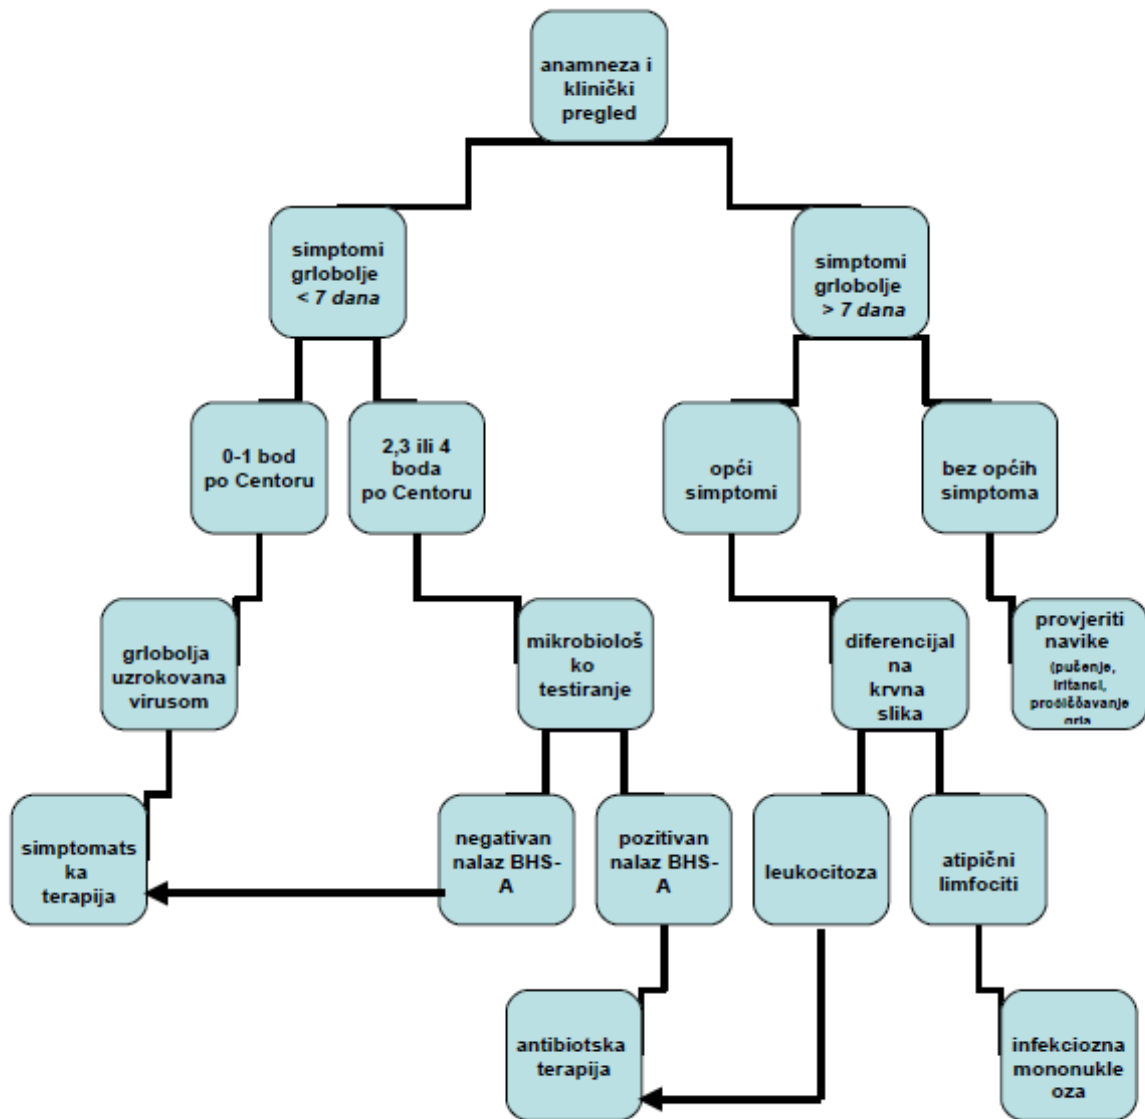 anamneza i
klinički
pregled
simptomi
grlobolje
< 7 dana
simptomi
grlobolje
> 7 dana
0-1 bod
po Centoru
2,3 ili 4
boda
po Centoru
opći
simptomi
bez općih
simptoma
grlobolja
uzrokovana
virusom
mikrobiološ
ko
testiranje
diferencijal
na
krvna
slika
provjeriti
navike
(pučenje,
iritansi,
pročiščavanje
grla
simptomats
ka
terapija
negativan
nalaz BHS-
A
pozitivan
nalaz BHS-
A
leukocitoza
atipični
limfociti
antibiotska
terapija
infekciozna
mononukle
oza